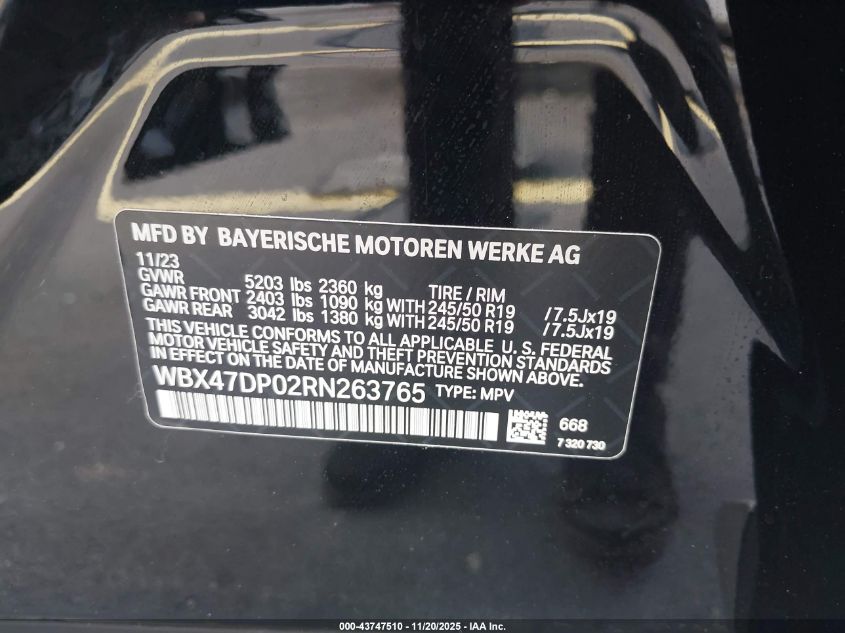 MFD BY BAYERISCHE MOTOREN WERKE AG
11/23
GVWR 5203 lbs 2360 kg TIRE / RIM
GAWR FRONT 2403 lbs 1090 kg WITH 245/50 R19 / 7.5Jx19
GAWR REAR 3042 lbs 1380 kg WITH 245/50 R19 / 7.5Jx19
THIS VEHICLE CONFORMS TO ALL APPLICABLE U. S. FEDERAL
MOTOR VEHICLE SAFETY AND THEFT PREVENTION STANDARDS
IN EFFECT ON THE DATE OF MANUFACTURE SHOWN ABOVE.
WBX47DP02RN263765 TYPE: MPV
668
7 320 730
000-43747510 - 11/20/2025 - IAA Inc.